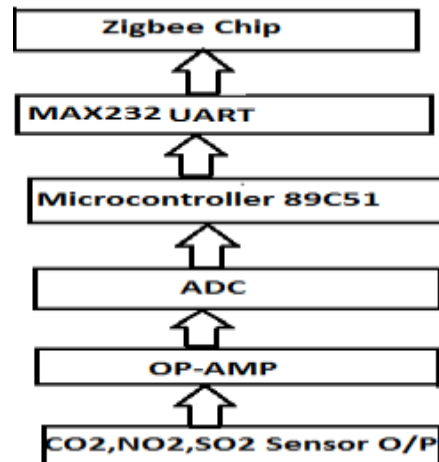 Zigbee Chip
MAX232 UART
Microcontroller 89C51
ADC
OP-AMP
CO2,NO2,SO2 Sensor O/P